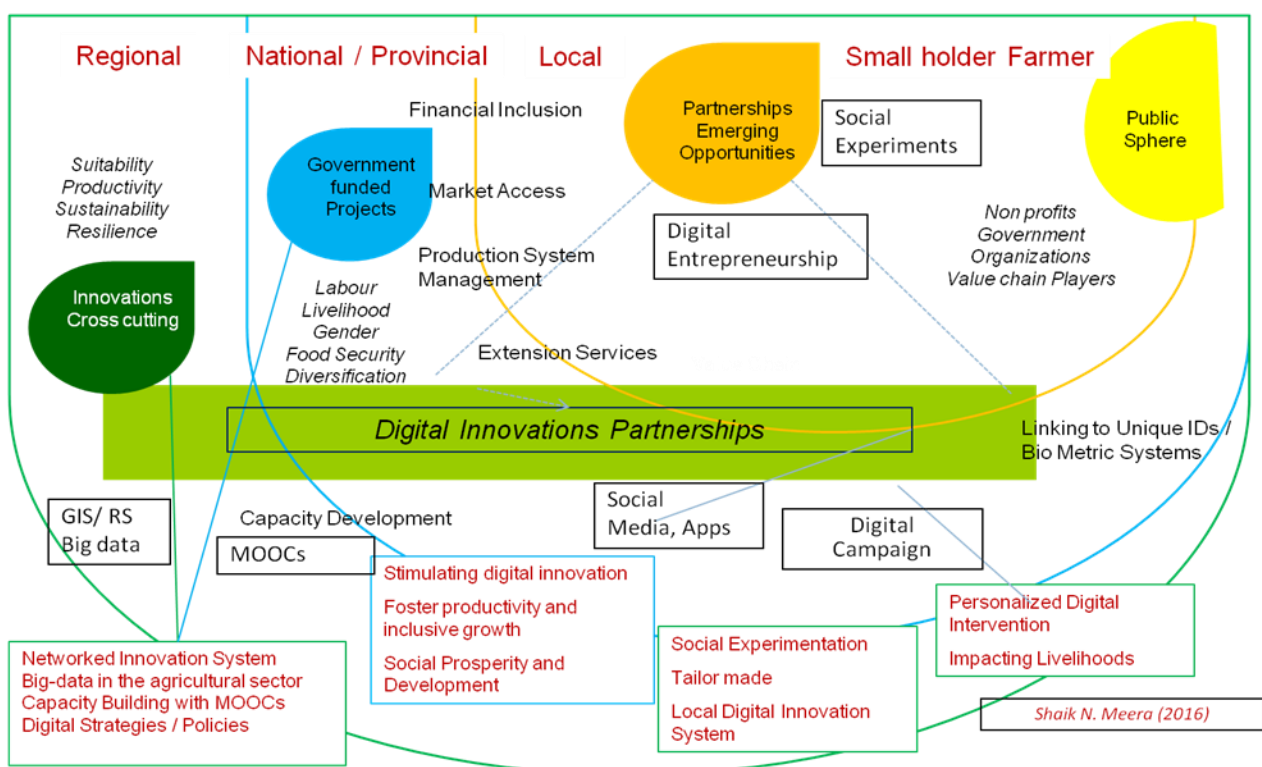 Regional
National / Provincial
Local
Small holder Farmer
Financial Inclusion
Partnerships
Emerging
Opportunities
Social
Experiments
Public
Sphere
Suitability
Productivity
Sustainability
Resilience
Government
funded
Projects
Market Access
Non profits
Government
Organizations
Value chain Players
Digital
Entrepreneurship
Production System
Management
Innovations
Cross cutting
Labour
Livelihood
Gender
Food Security
Diversification
Extension Services
Digital Innovations Partnerships
Linking to Unique IDs /
Bio Metric Systems
GIS/ RS
Big data
Capacity Development
MOOCs
Social
Media, Apps
Digital
Campaign
Stimulating digital innovation
Foster productivity and
inclusive growth
Social Prosperity and
Development
Personalized Digital
Intervention
Impacting Livelihoods
Networked Innovation System
Big-data in the agricultural sector
Capacity Building with MOOCs
Digital Strategies / Policies
Social Experimentation
Tailor made
Local Digital Innovation
System
Shaik N. Meera (2016)